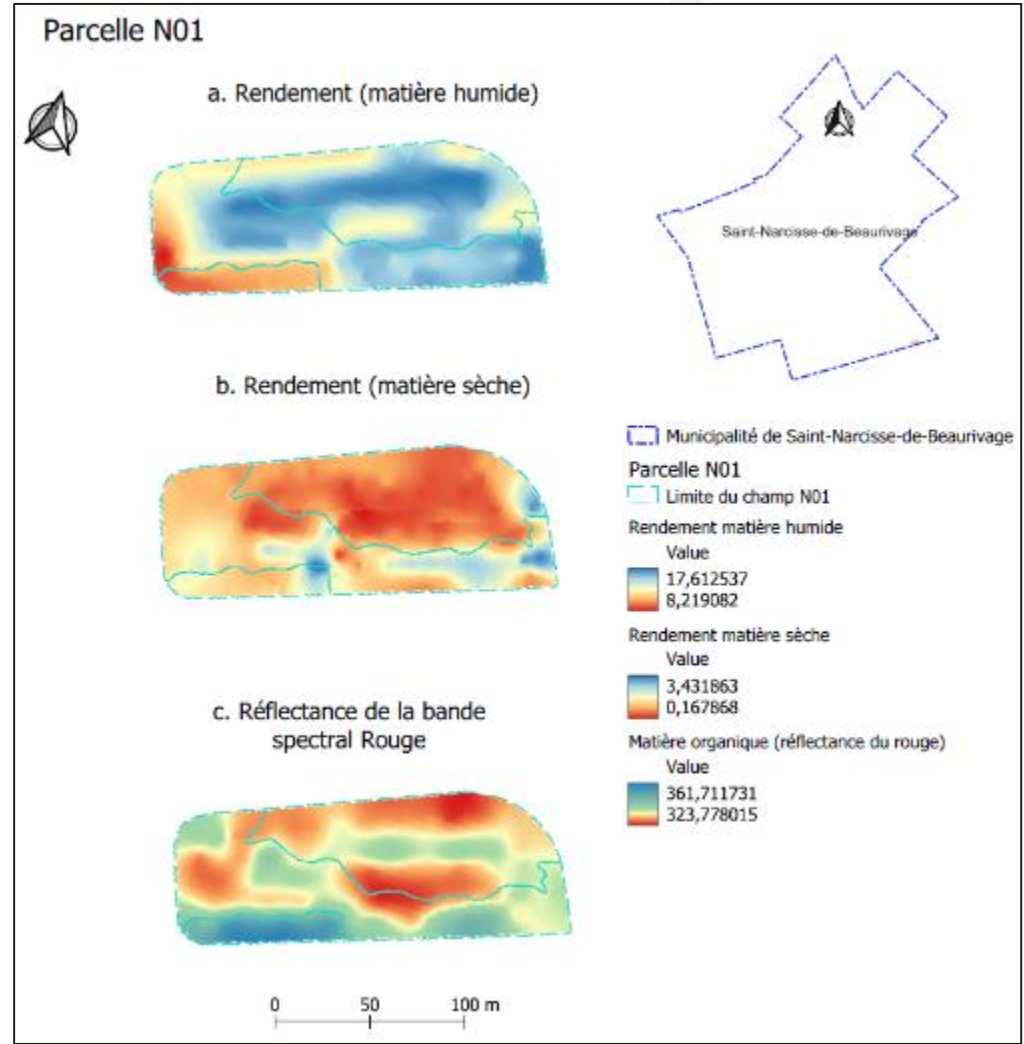 Parcelle N01
a. Rendement (matière humide)
Saint-Narcisse-de-Beaurivage
b. Rendement (matière sèche)
Municipalité de Saint-Narcisse-de-Beaurivage
Parcelle N01
Limite du champ N01
Rendement matière humide
Value
17,612537
8,219082
Rendement matière sèche
Value
3,431863
0,167868
c. Réflectance de la bande
spectral Rouge
Matière organique (réflectance du rouge)
Value
361,711731
323,778015
0 50 100 m